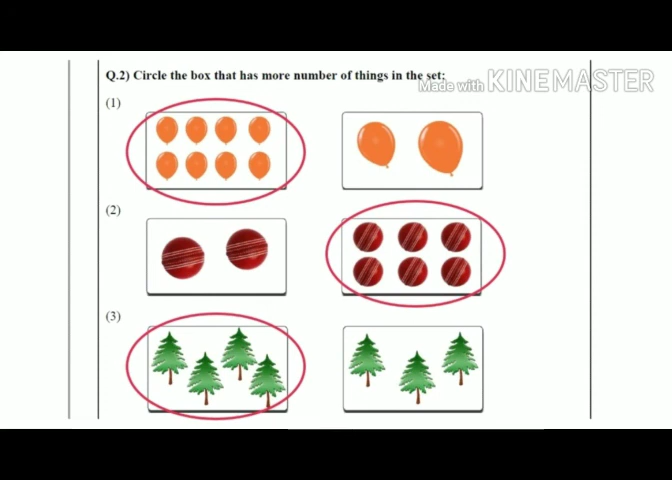 Q.2) Circle the box that has more number of things in the set;
Made with KINEMASTER
(1)
(2)
(3)